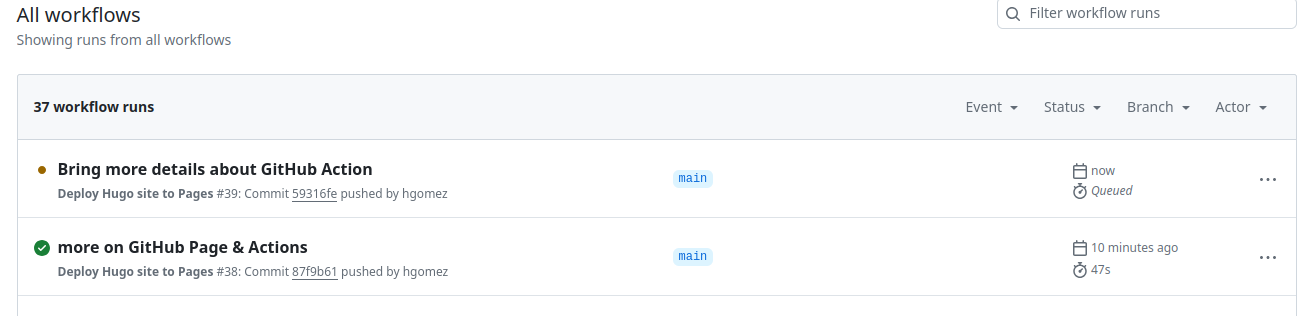 All workflows
Filter workflow runs
Showing runs from all workflows
37 workflow runs
Event
Status
Branch
Actor
Bring more details about GitHub Action
Deploy Hugo site to Pages #39: Commit 59316fe pushed by hgomez
main
now
Queued
more on GitHub Page & Actions
Deploy Hugo site to Pages #38: Commit 87f9b61 pushed by hgomez
main
10 minutes ago
47s